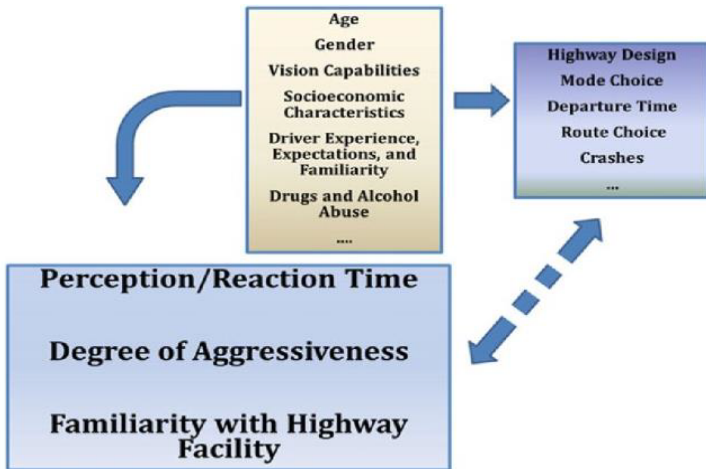 Age
Gender
Vision Capabilities
Socioeconomic
Characteristics
Driver Experience,
Expectations, and
Familiarity
Drugs and Alcohol
Abuse
....
Highway Design
Mode Choice
Departure Time
Route Choice
Crashes
...
Perception/Reaction Time
Degree of Aggressiveness
Familiarity with Highway
Facility